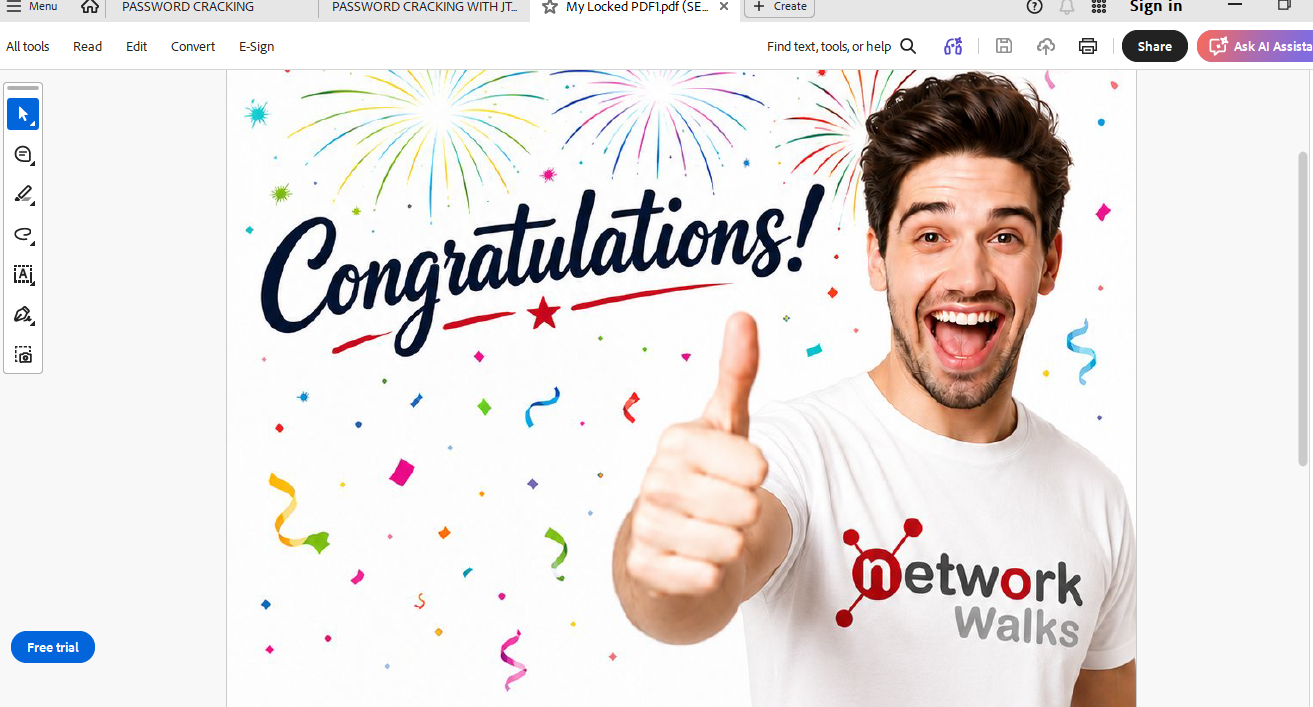 Menu
PASSWORD CRACKING
PASSWORD CRACKING WITH JT...
My Locked PDF1.pdf (SE...
Create
Sign in
All tools
Read
Edit
Convert
E-Sign
Find text, tools, or help
Share
Ask AI Assista
Congratulations!
network
Walks
Free trial